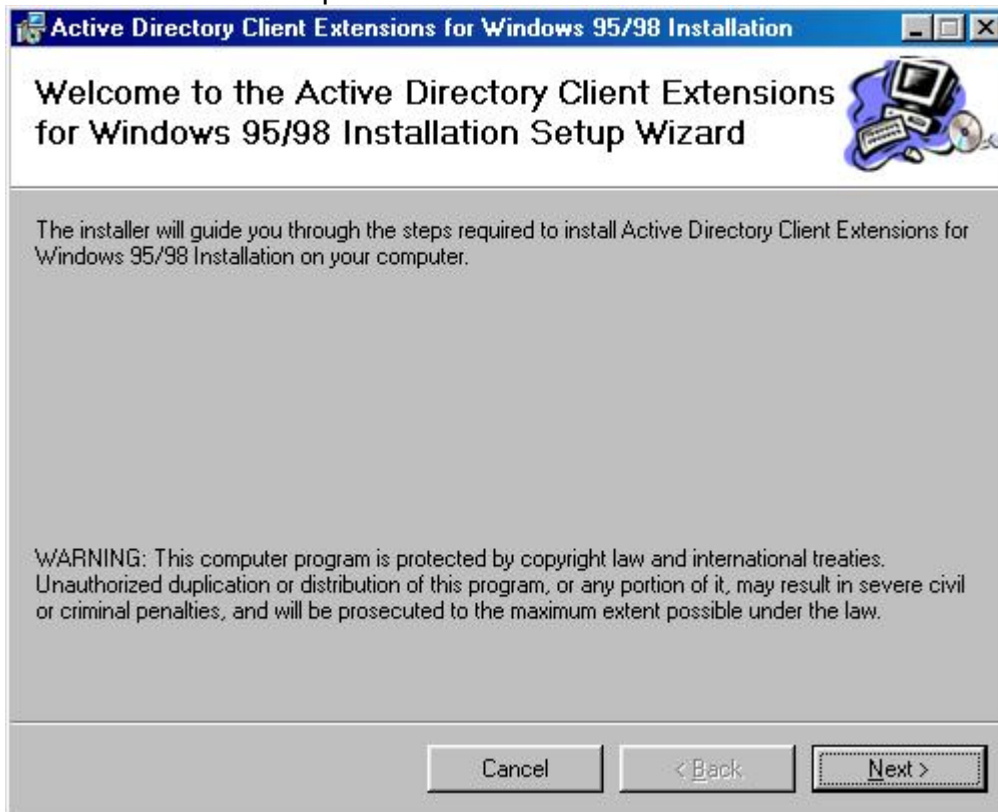 Active Directory Client Extensions for Windows 95/98 Installation
Welcome to the Active Directory Client Extensions
for Windows 95/98 Installation Setup Wizard
The installer will guide you through the steps required to install Active Directory Client Extensions for
Windows 95/98 Installation on your computer.
WARNING: This computer program is protected by copyright law and international treaties.
Unauthorized duplication or distribution of this program, or any portion of it, may result in severe civil
or criminal penalties, and will be prosecuted to the maximum extent possible under the law.
Cancel
< Back
Next >